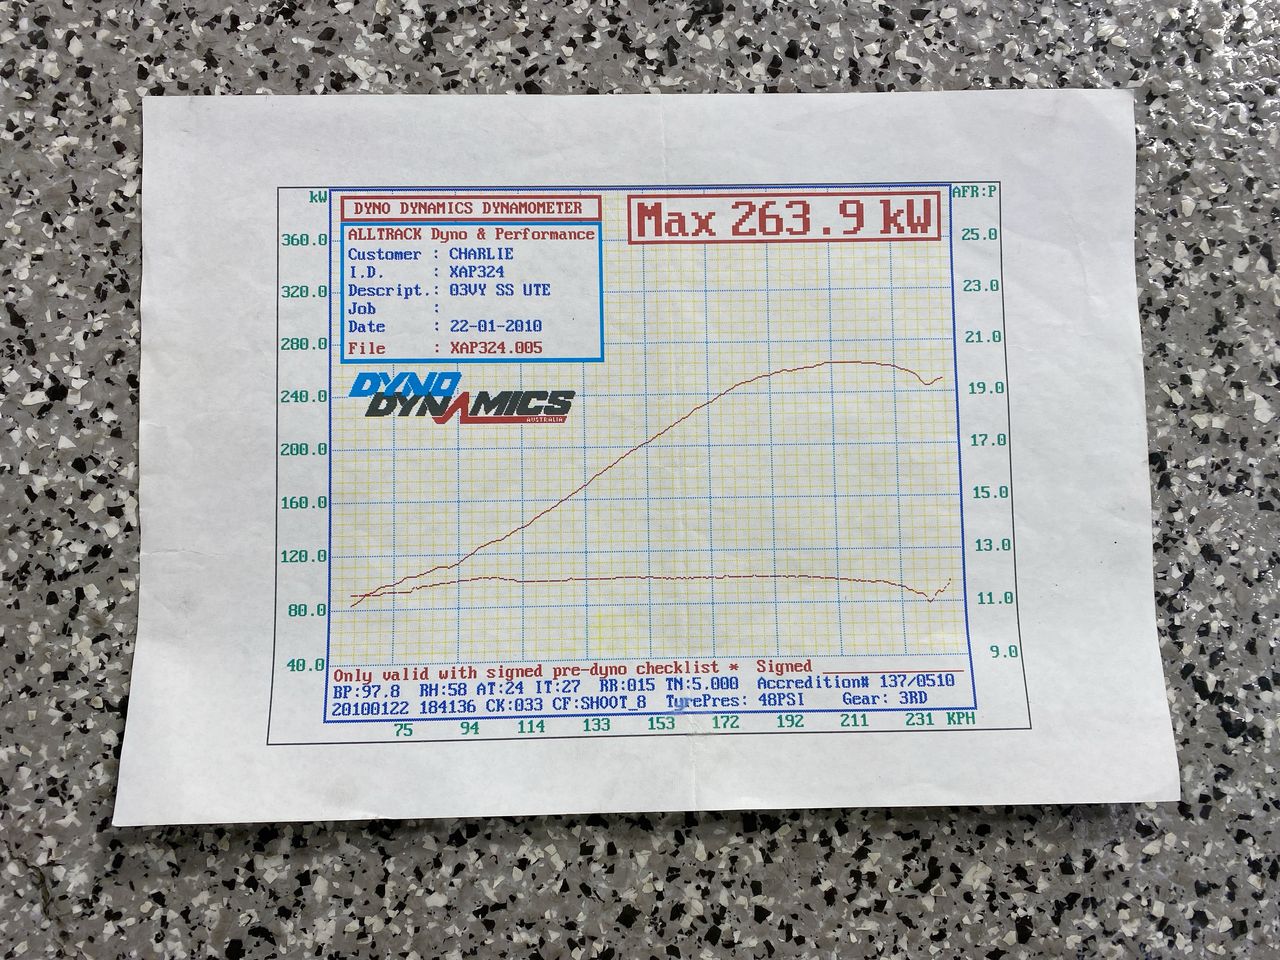 kW
DYNO DYNAMICS DYNAMOMETER
Max 263.9 kW
AFR:P
ALLTRACK Dyno & Performance
Customer : CHARLIE
I.D. : XAP324
Descript.: 03VY SS UTE
Job :
Date : 22-01-2010
File : XAP324.005
DYNO
DYNAMICS
AUSTRALIA
360.0
320.0
280.0
240.0
200.0
160.0
120.0
80.0
40.0
25.0
23.0
21.0
19.0
17.0
15.0
13.0
11.0
9.0
Only valid with signed pre-dyno checklist * Signed
BP:97.8 RH:58 AT:24 IT:27 RR:015 TN:5.000 Accredition# 137/0510
20100122 184136 CK:033 CF:SHOOT_8 TyrePres: 48PSI Gear: 3RD
75 94 114 133 153 172 192 211 231 KPH